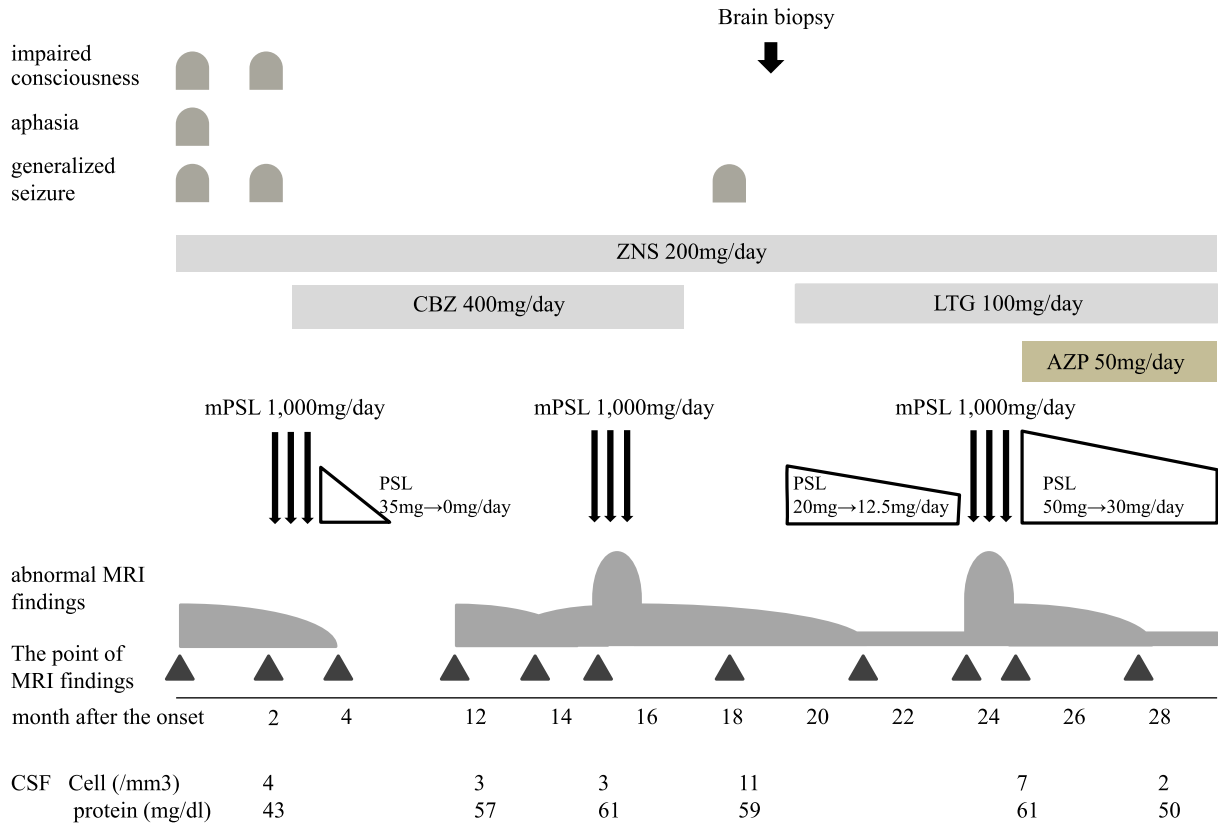 Brain biopsy
impaired
consciousness
aphasia
generalized
seizure
ZNS 200mg/day
CBZ 400mg/day
LTG 100mg/day
AZP 50mg/day
mPSL 1,000mg/day
mPSL 1,000mg/day
mPSL 1,000mg/day
PSL
35mg→0mg/day
PSL
20mg→12.5mg/day
PSL
50mg→30mg/day
abnormal MRI
findings
The point of
MRI findings
month after the onset 2 4 12 14 16 18 20 22 24 26 28
CSF Cell (/mm3) 4 3 3 11 7 2
protein (mg/dl) 43 57 61 59 61 50